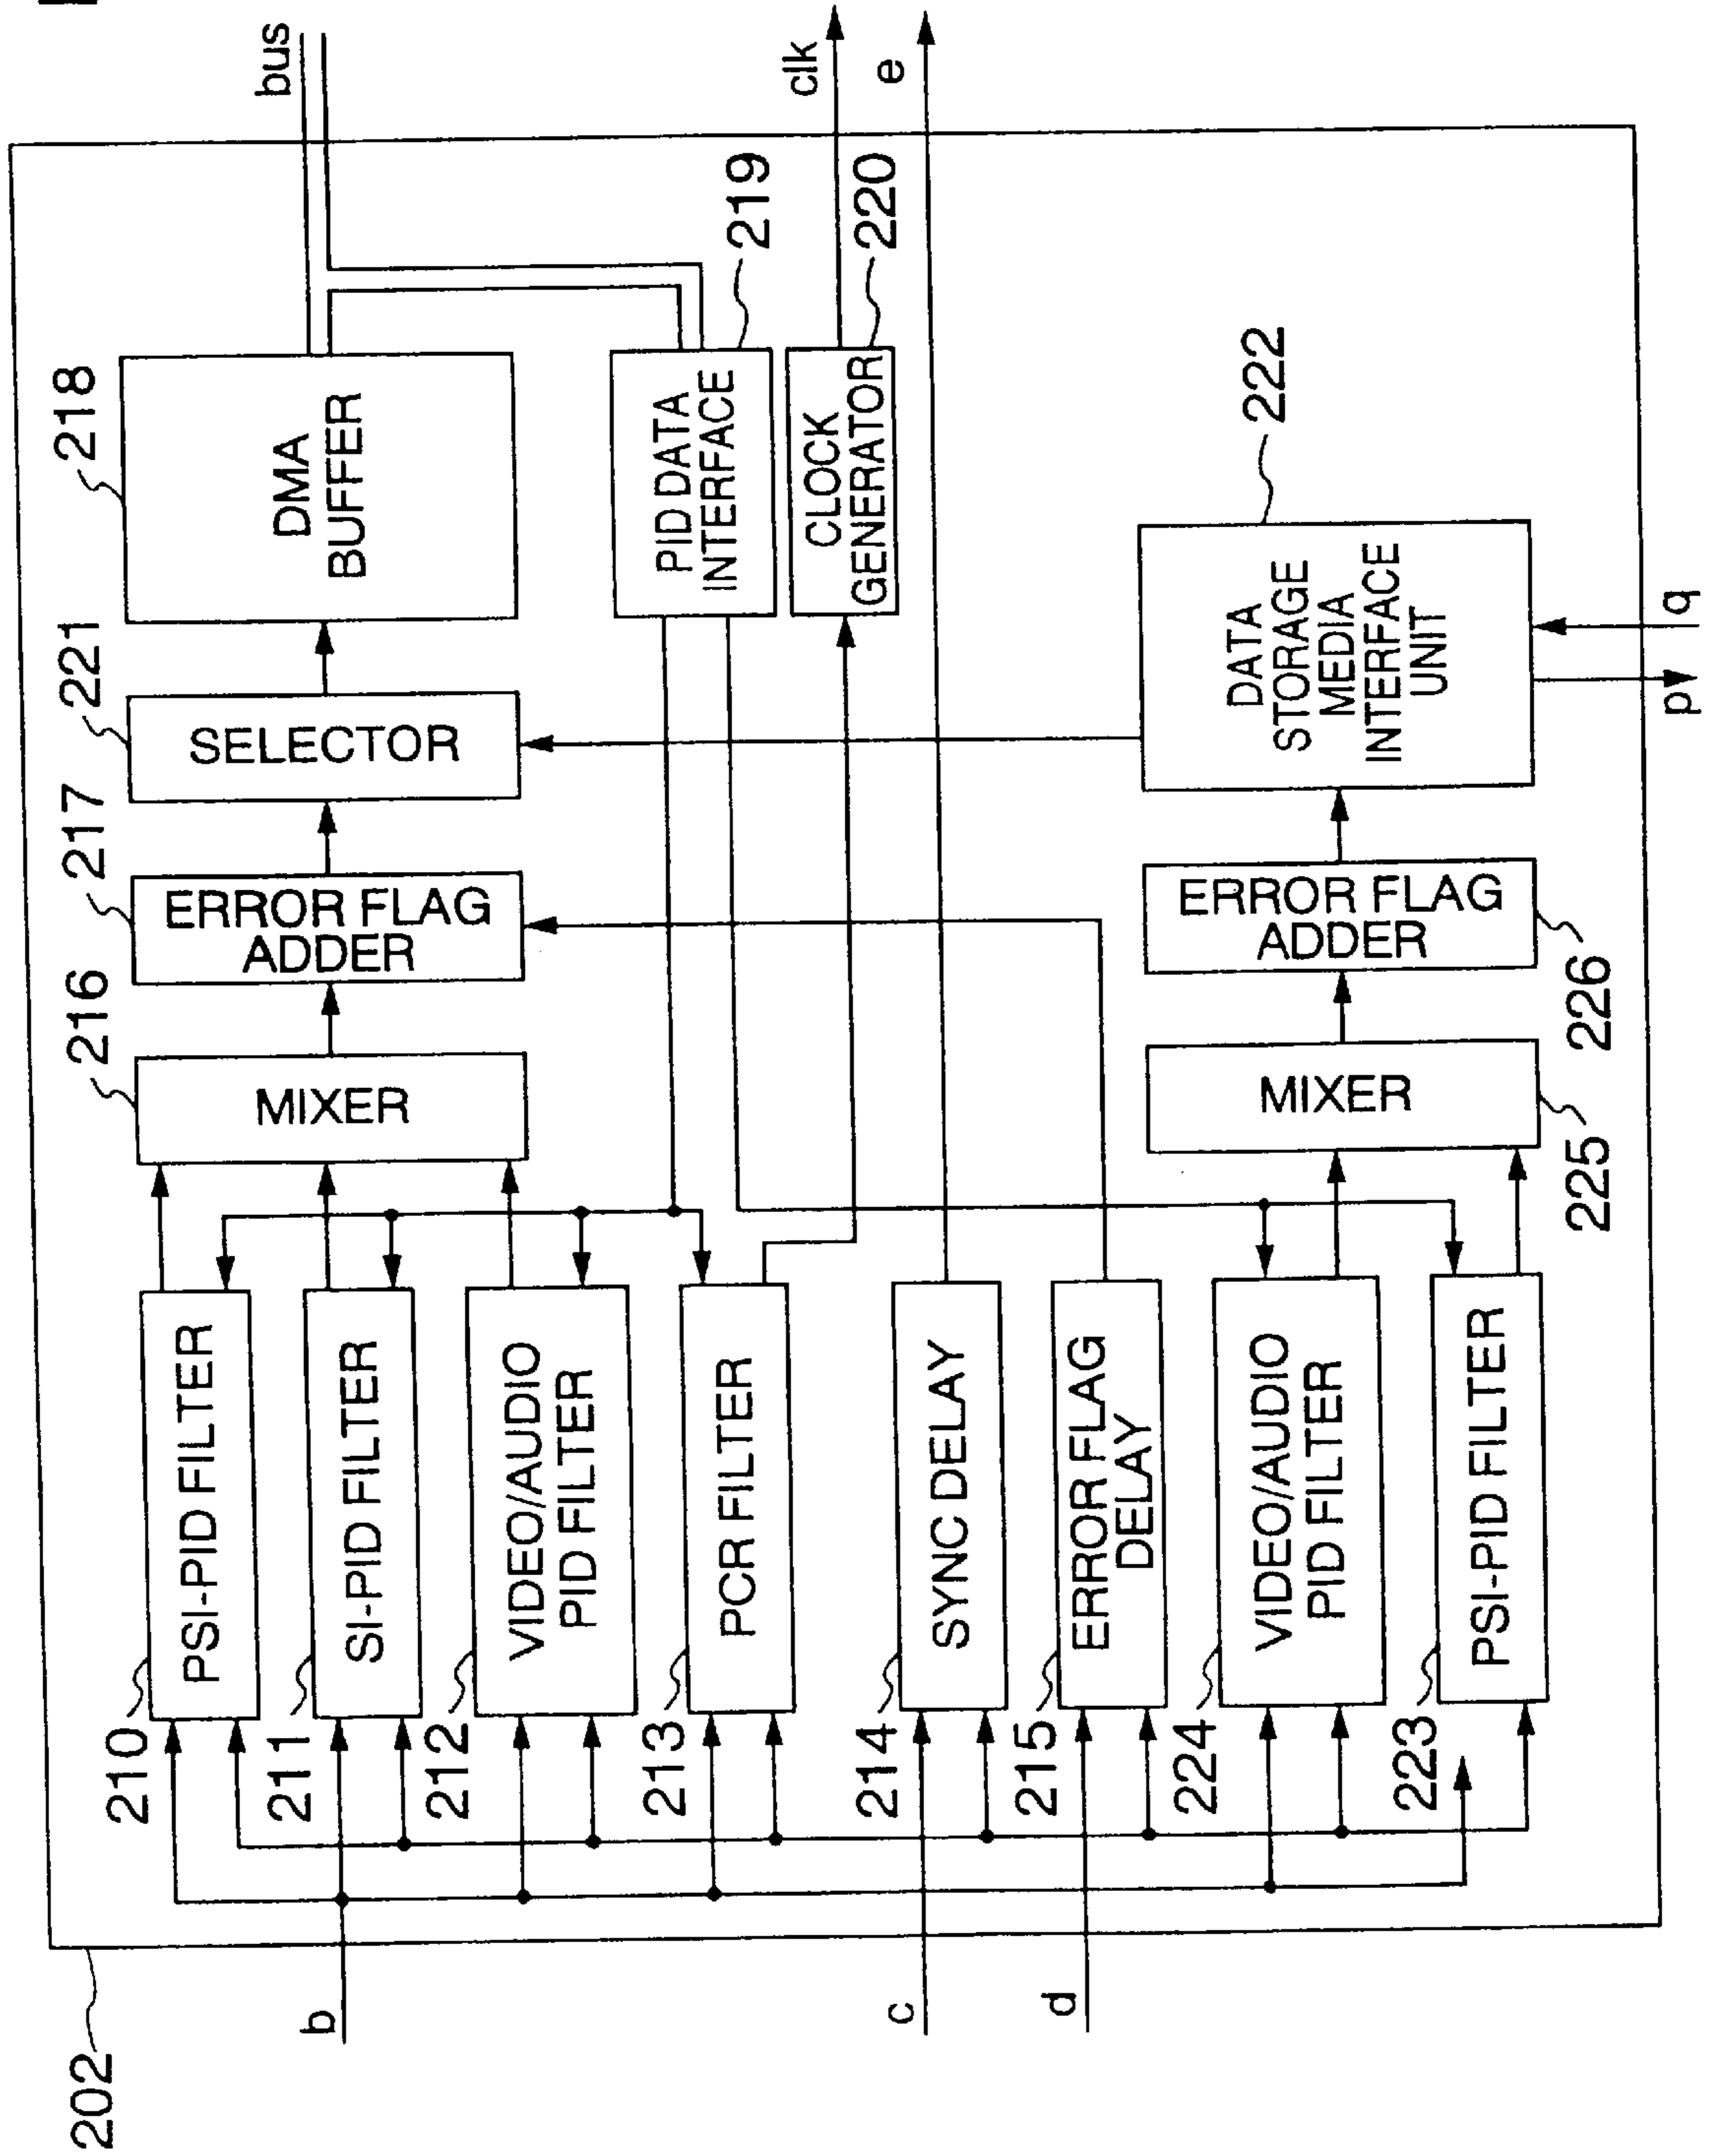 202
b
c
d
210
PSI-PID FILTER
211
SI-PID FILTER
212
VIDEO/AUDIO
PID FILTER
213
PCR FILTER
214
SYNC DELAY
215
ERROR FLAG
DELAY
224
VIDEO/AUDIO
PID FILTER
223
PSI-PID FILTER
216
MIXER
217
ERROR FLAG
ADDER
221
SELECTOR
218
DMA
BUFFER
PID DATA
INTERFACE
219
CLOCK
GENERATOR
220
MIXER
225
ERROR FLAG
ADDER
226
DATA
STORAGE
MEDIA
INTERFACE
UNIT
222
bus
clk
e
p
q